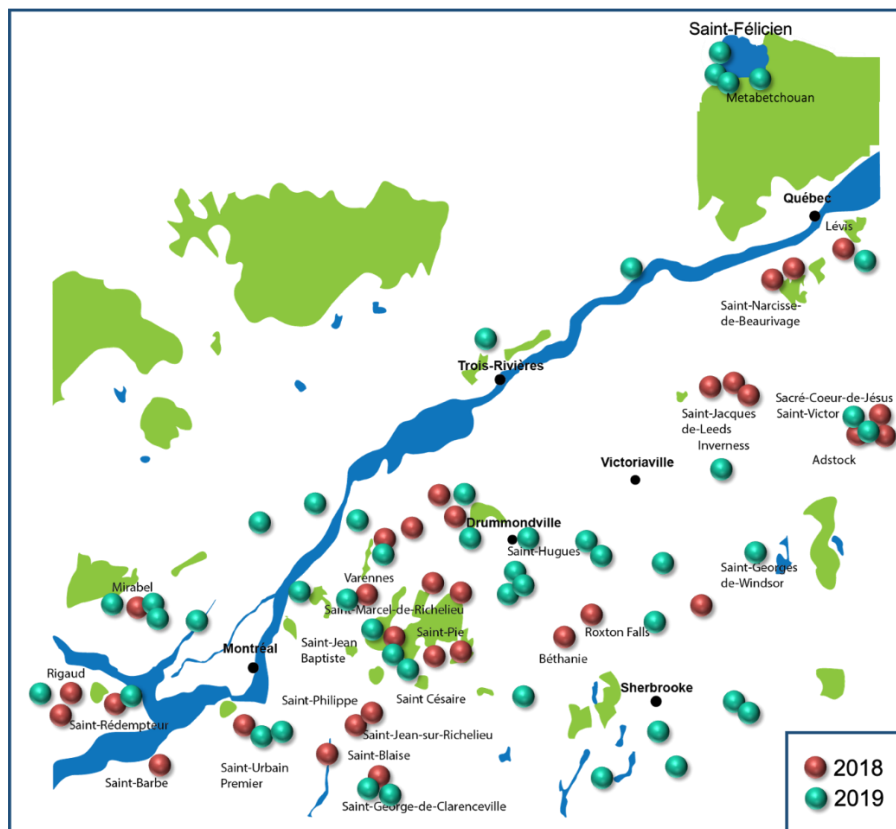 Saint-Félicien
Metabetchouan
Québec
Lévis
Saint-Narcisse-
de-Beaurivage
Trois-Rivières
Saint-Jacques
de-Leeds
Inverness
Sacré-Coeur-de-Jésus
Saint-Victor
Adstock
Victoriaville
Drummondville
Saint-Hugues
Saint-Georges
de-Windsor
Varennes
Mirabel
Saint-Marcel-de-Richelieu
Saint-Jean
Baptiste
Saint-Pie
Roxton Falls
Béthanie
Montréal
Rigaud
Saint-Rédempteur
Saint-Philippe
Saint Césaire
Sherbrooke
Saint-Jean-sur-Richelieu
Saint-Blaise
Saint-Barbe
Saint-Urbain
Premier
Saint-George-de-Clarenceville
2018
2019